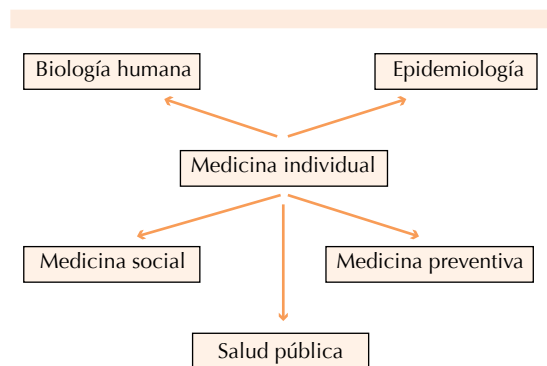 Biología humana
Epidemiología
Medicina individual
Medicina social
Medicina preventiva
Salud pública